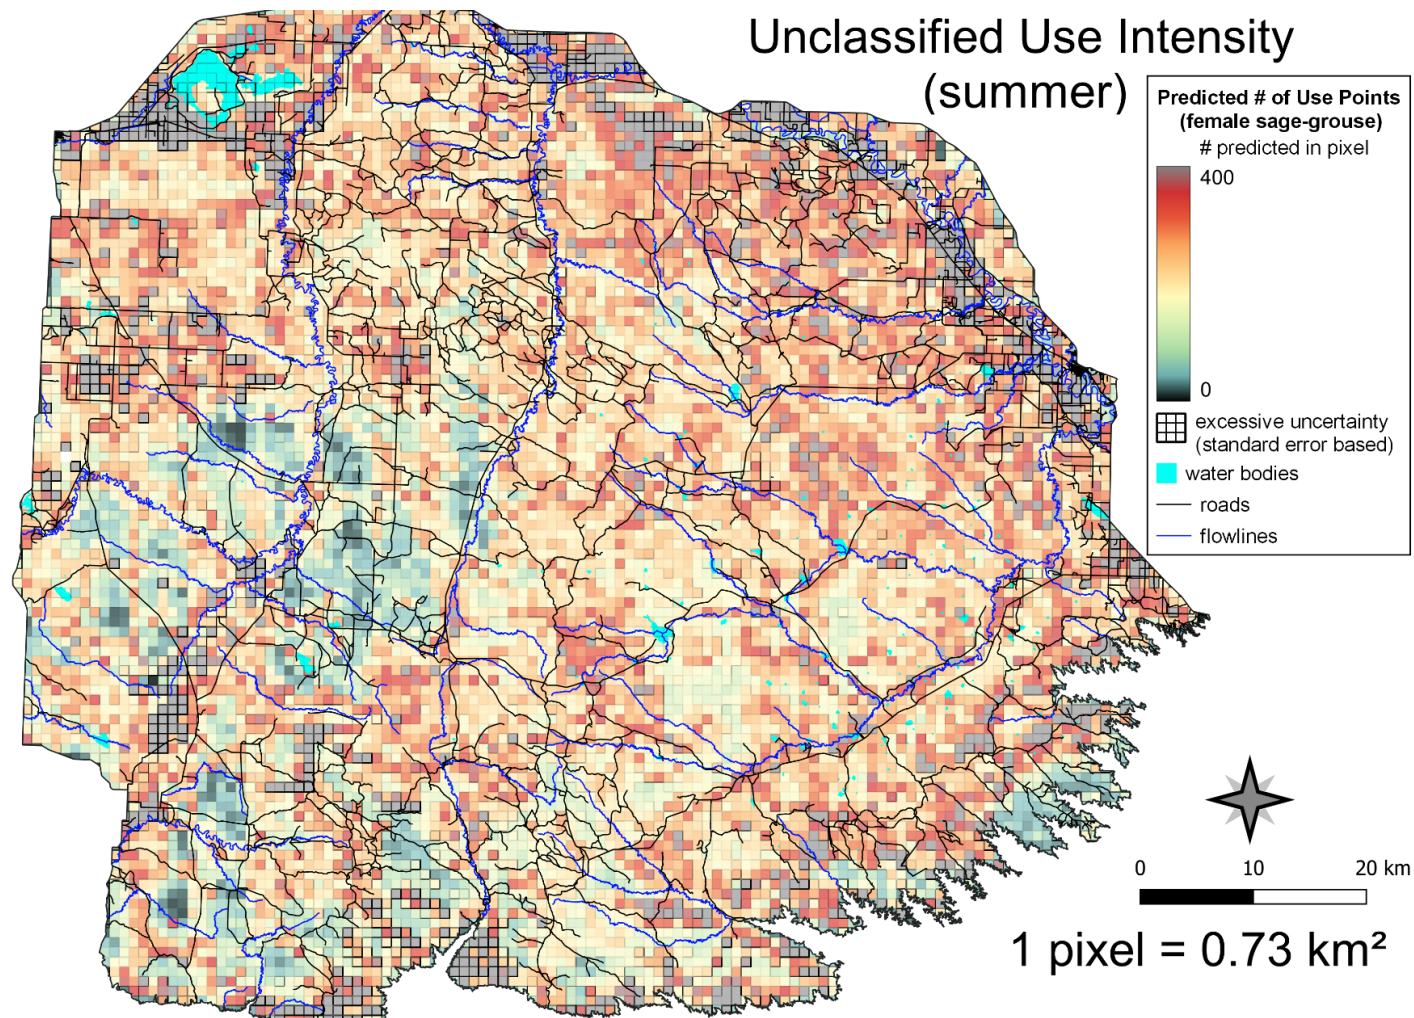 Unclassified Use Intensity
(summer)
Predicted # of Use Points
(female sage-grouse)
# predicted in pixel
400
0
excessive uncertainty
(standard error based)
water bodies
roads
flowlines
0 10 20 km
1 pixel = 0.73 km²